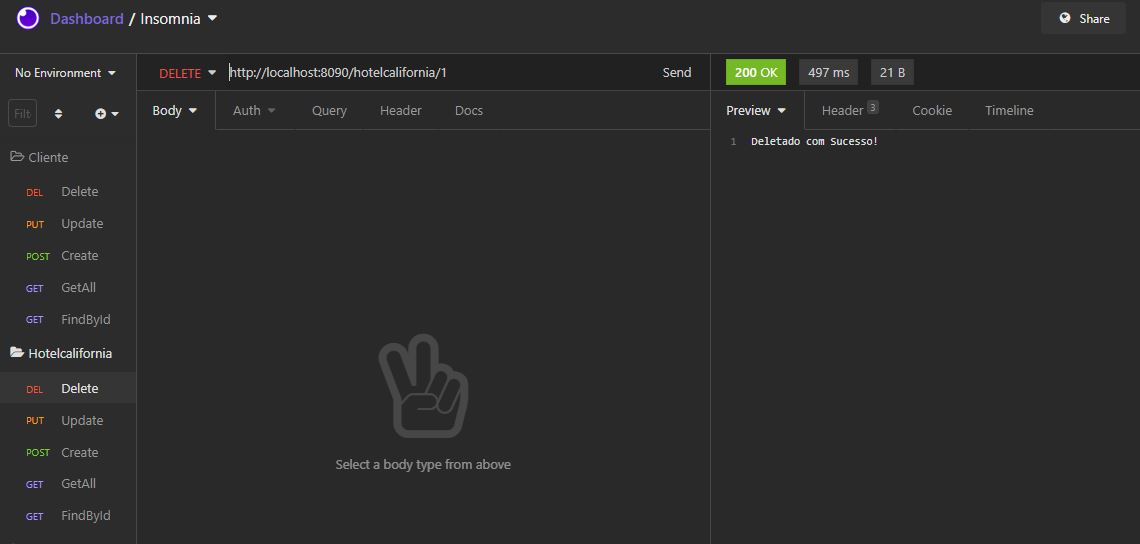 Dashboard / Insomnia
Share
No Environment
DELETE http://localhost:8090/hotelcalifornia/1 Send
200 OK 497 ms 21 B
Filt
Body Auth Query Header Docs
Preview Header 3 Cookie Timeline
1 Deletado com Sucesso!
Cliente
DEL Delete
PUT Update
POST Create
GET GetAll
GET FindById
Hotelcalifornia
DEL Delete
PUT Update
POST Create
GET GetAll
GET FindById
Select a body type from above